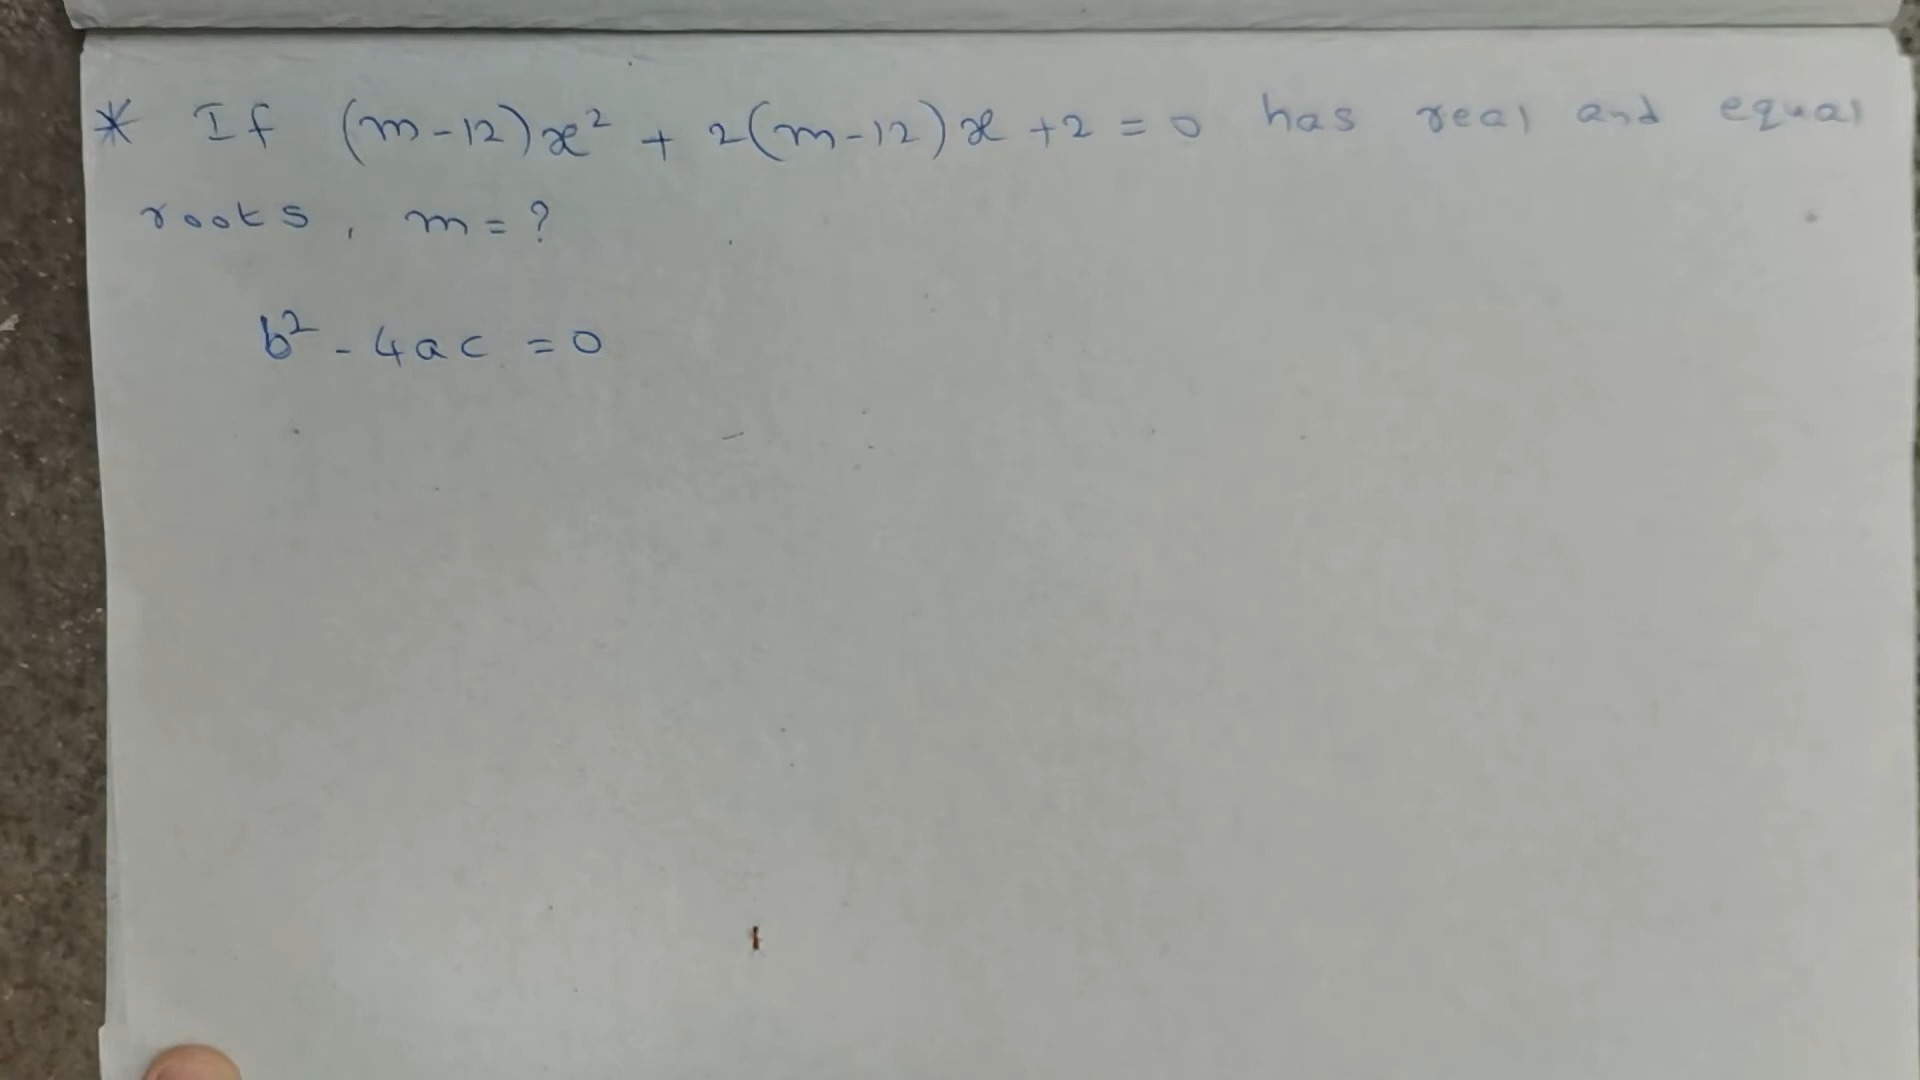 * If (m-12)x² + 2(m-12)x +2 = 0 has real and equal
roots, m = ?
b² - 4ac = 0